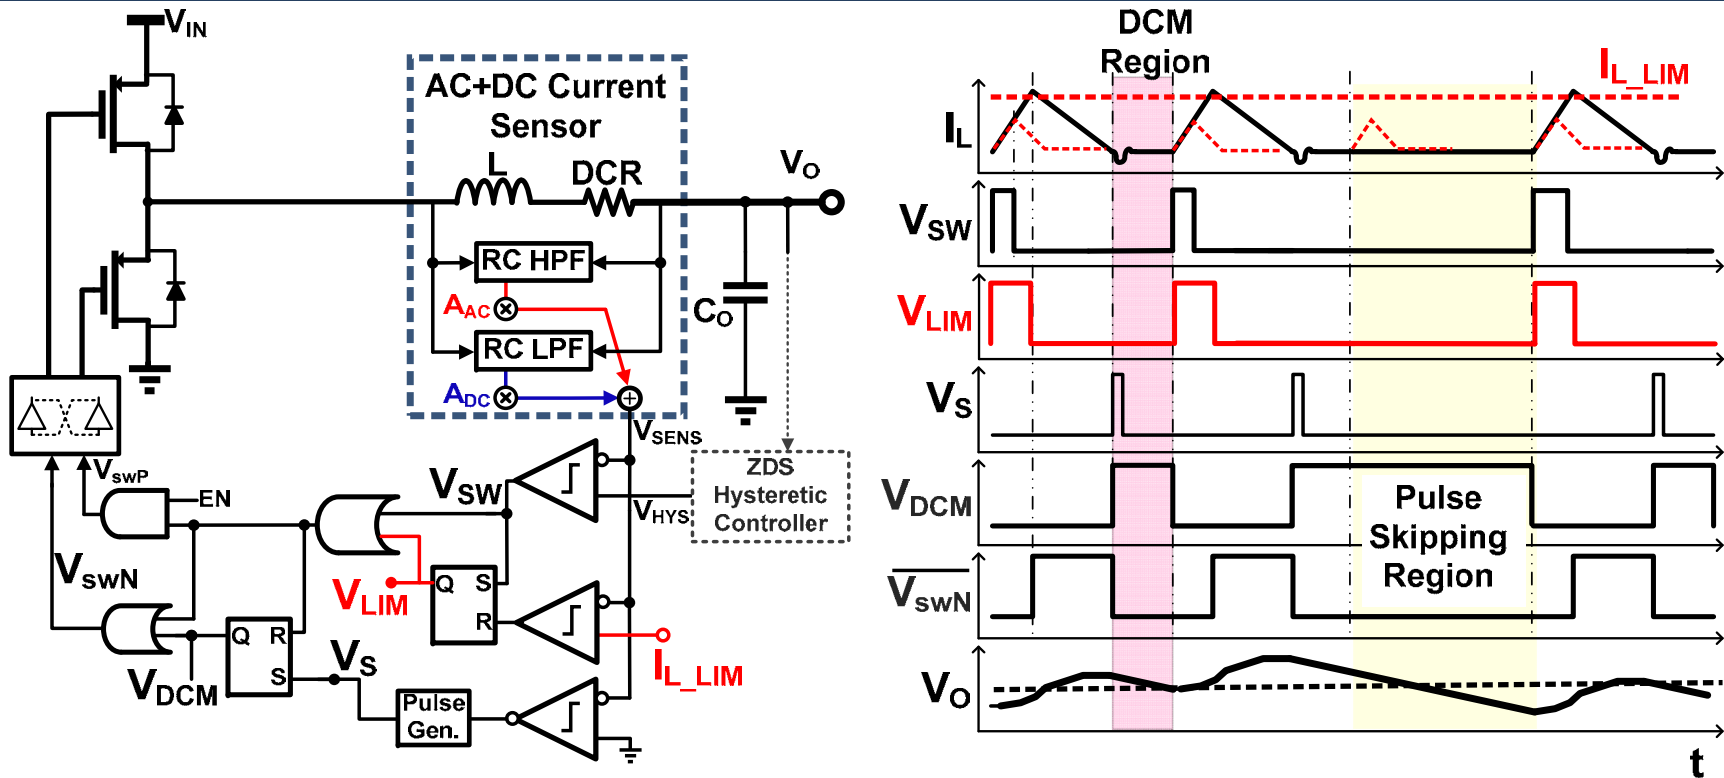 VIN
AC+DC Current
Sensor
L
DCR
VO
RC HPF
AAC
RC LPF
ADC
CO
VSENS
VSW
VHYS
ZDS
Hysteretic
Controller
VswP
EN
VswN
VLIM
Q
S
R
IL_LIM
Q
R
S
VS
VDCM
Pulse
Gen.
DCM
Region
IL_LIM
IL
VSW
VLIM
VS
VDCM
Pulse
Skipping
Region
VswN
VO
t